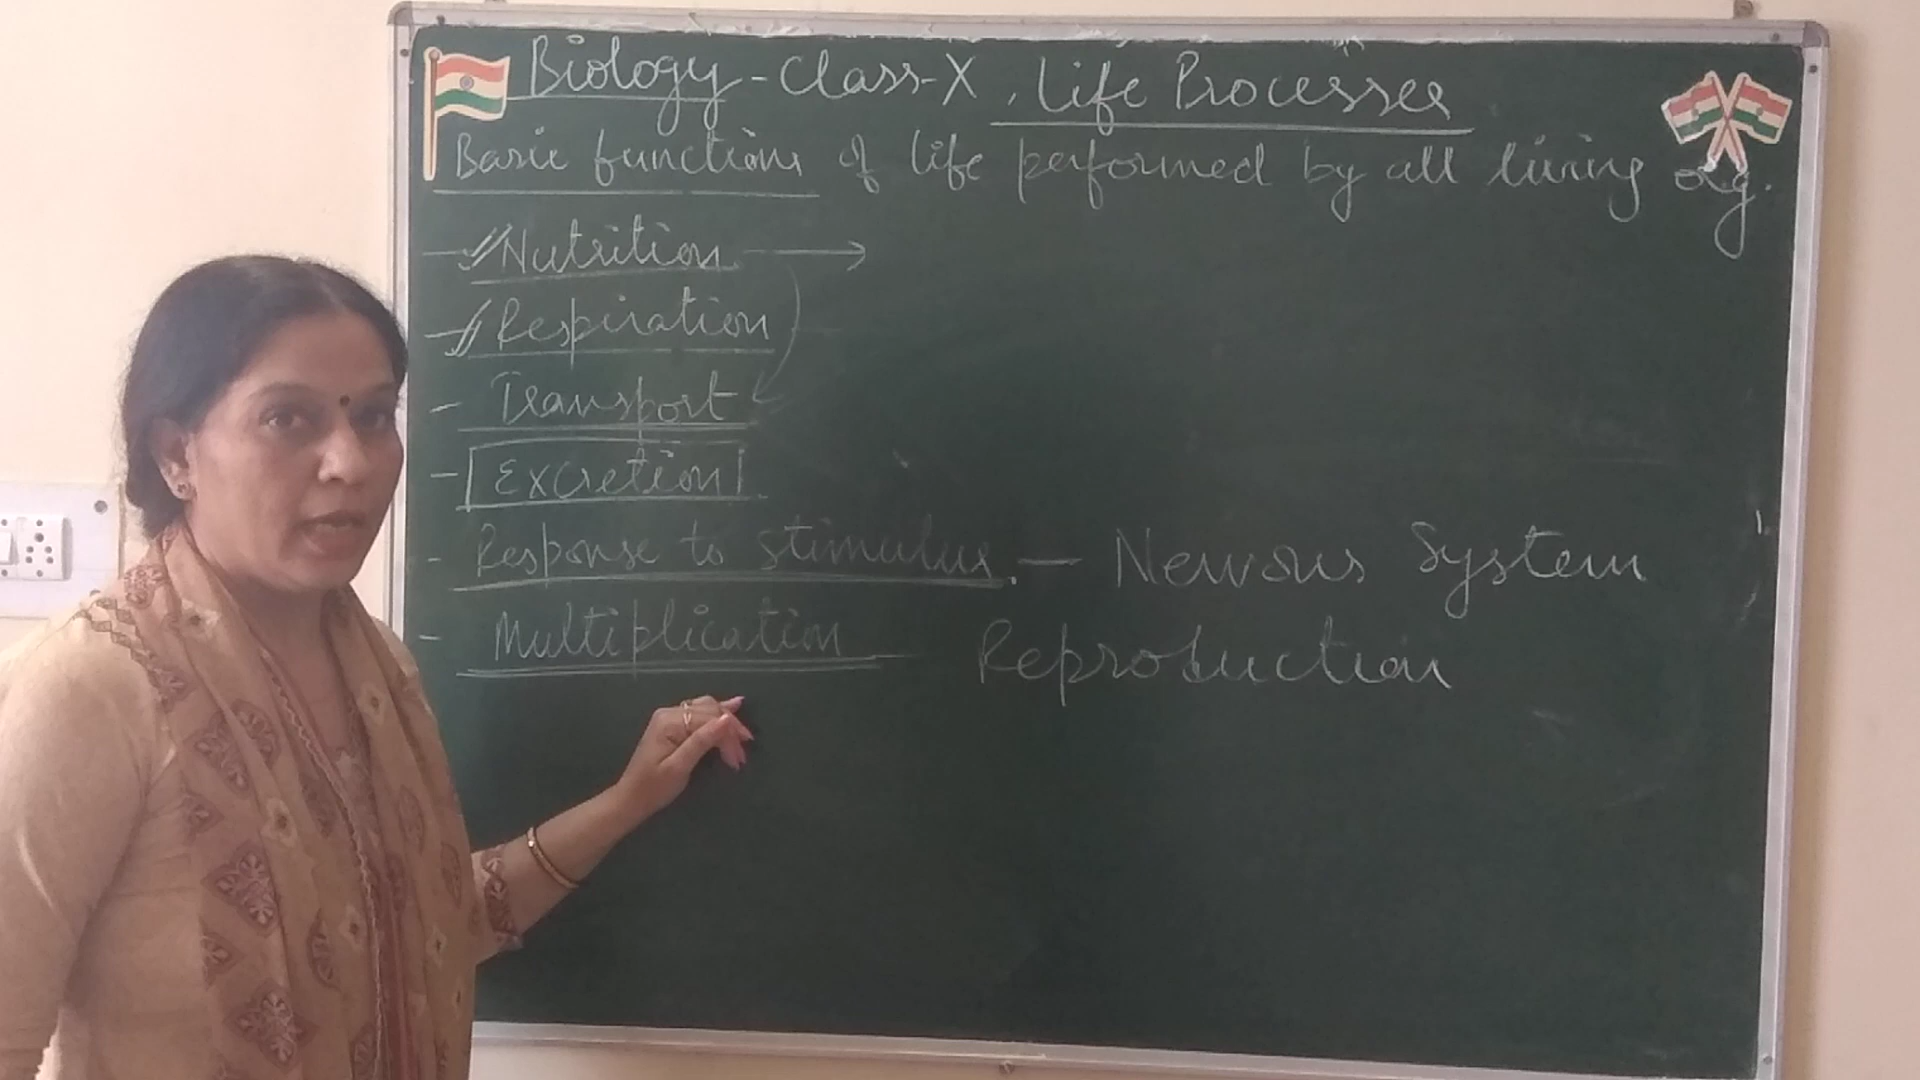 Biology - Class-X, Life Processes
Basic functions of life performed by all living org.
- Nutrition →
- Respiration
- Transport
- Excretion
- Response to stimulus. - Nervous System
- Multiplication - Reproduction